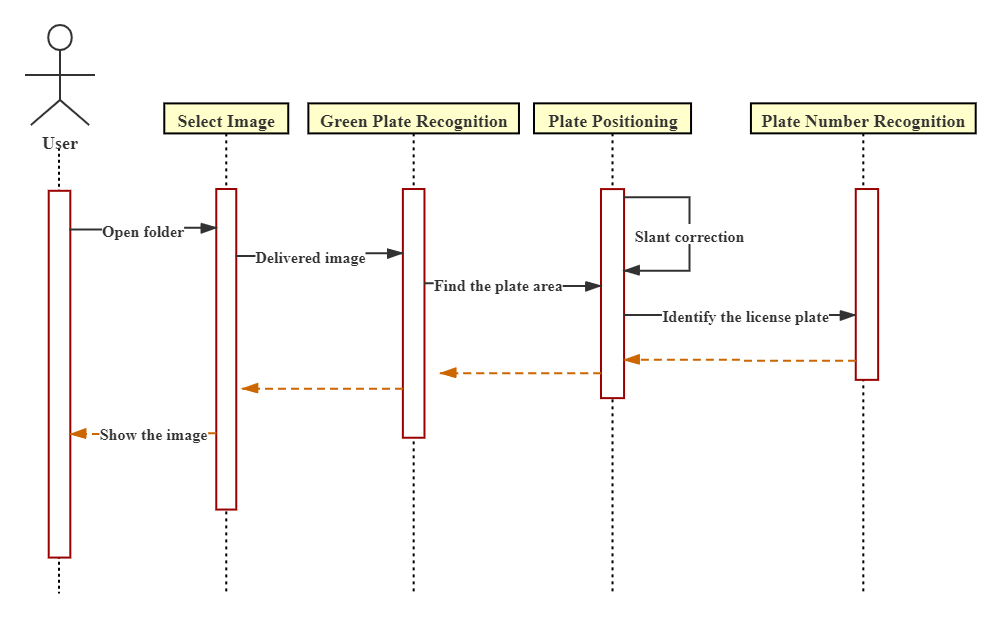 User
Select Image
Green Plate Recognition
Plate Positioning
Plate Number Recognition
Open folder
Delivered image
Find the plate area
Slant correction
Identify the license plate
Show the image